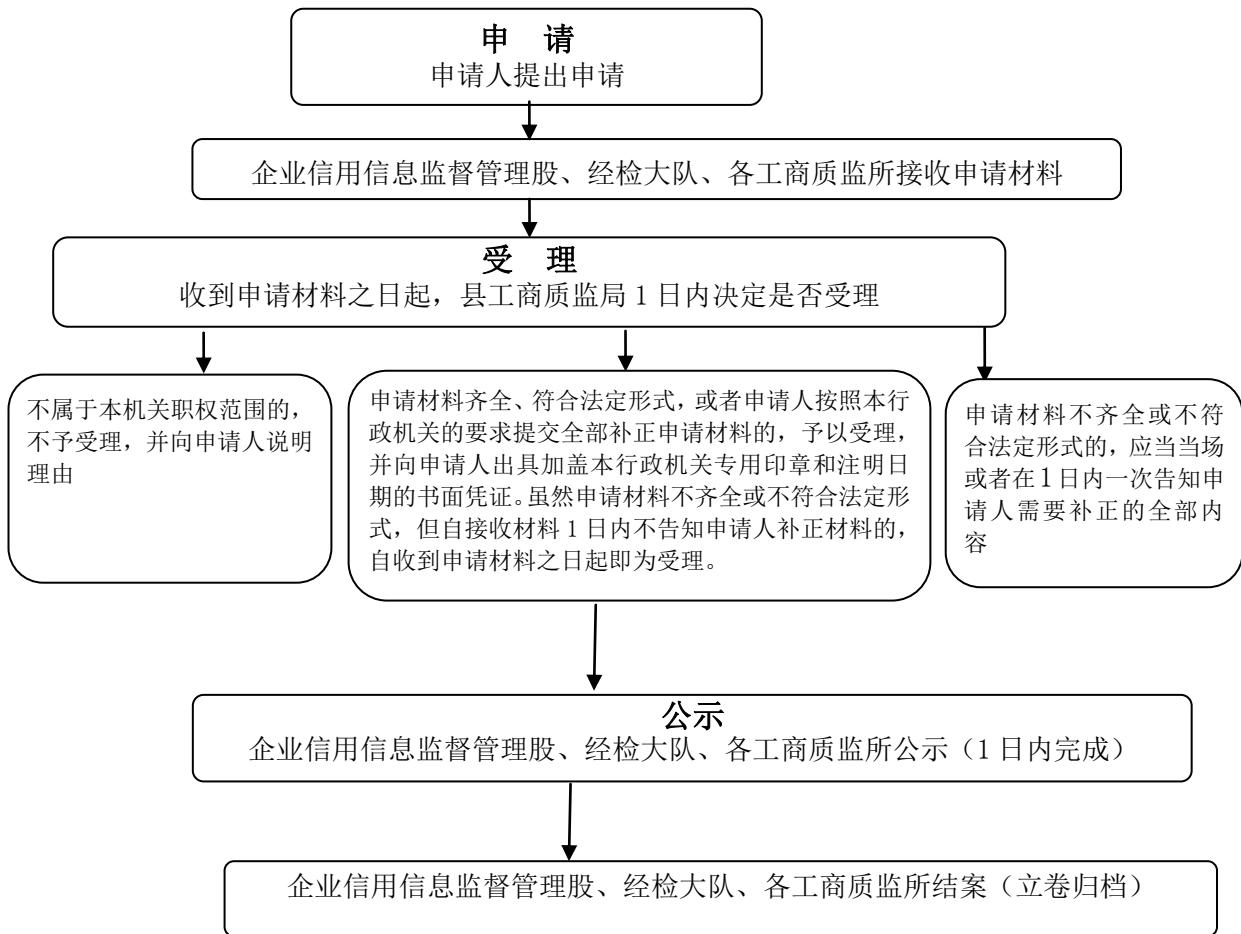 申 请
申请人提出申请
企业信用信息监督管理股、经检大队、各工商质监所接收申请材料
受 理
收到申请材料之日起，县工商质监局 1 日内决定是否受理
不属于本机关职权范围的，
不予受理，并向申请人说明
理由
申请材料齐全、符合法定形式，或者申请人按照本行
政机关的要求提交全部补正申请材料的，予以受理，
并向申请人出具加盖本行政机关专用印章和注明日
期的书面凭证。虽然申请材料不齐全或不符合法定形
式，但自接收材料 1 日内不告知申请人补正材料的，
自收到申请材料之日起即为受理。
申请材料不齐全或不符
合法定形式的，应当当场
或者在 1 日内一次告知申
请人需要补正的全部内
容
公示
企业信用信息监督管理股、经检大队、各工商质监所公示（1 日内完成）
企业信用信息监督管理股、经检大队、各工商质监所结案（立卷归档）